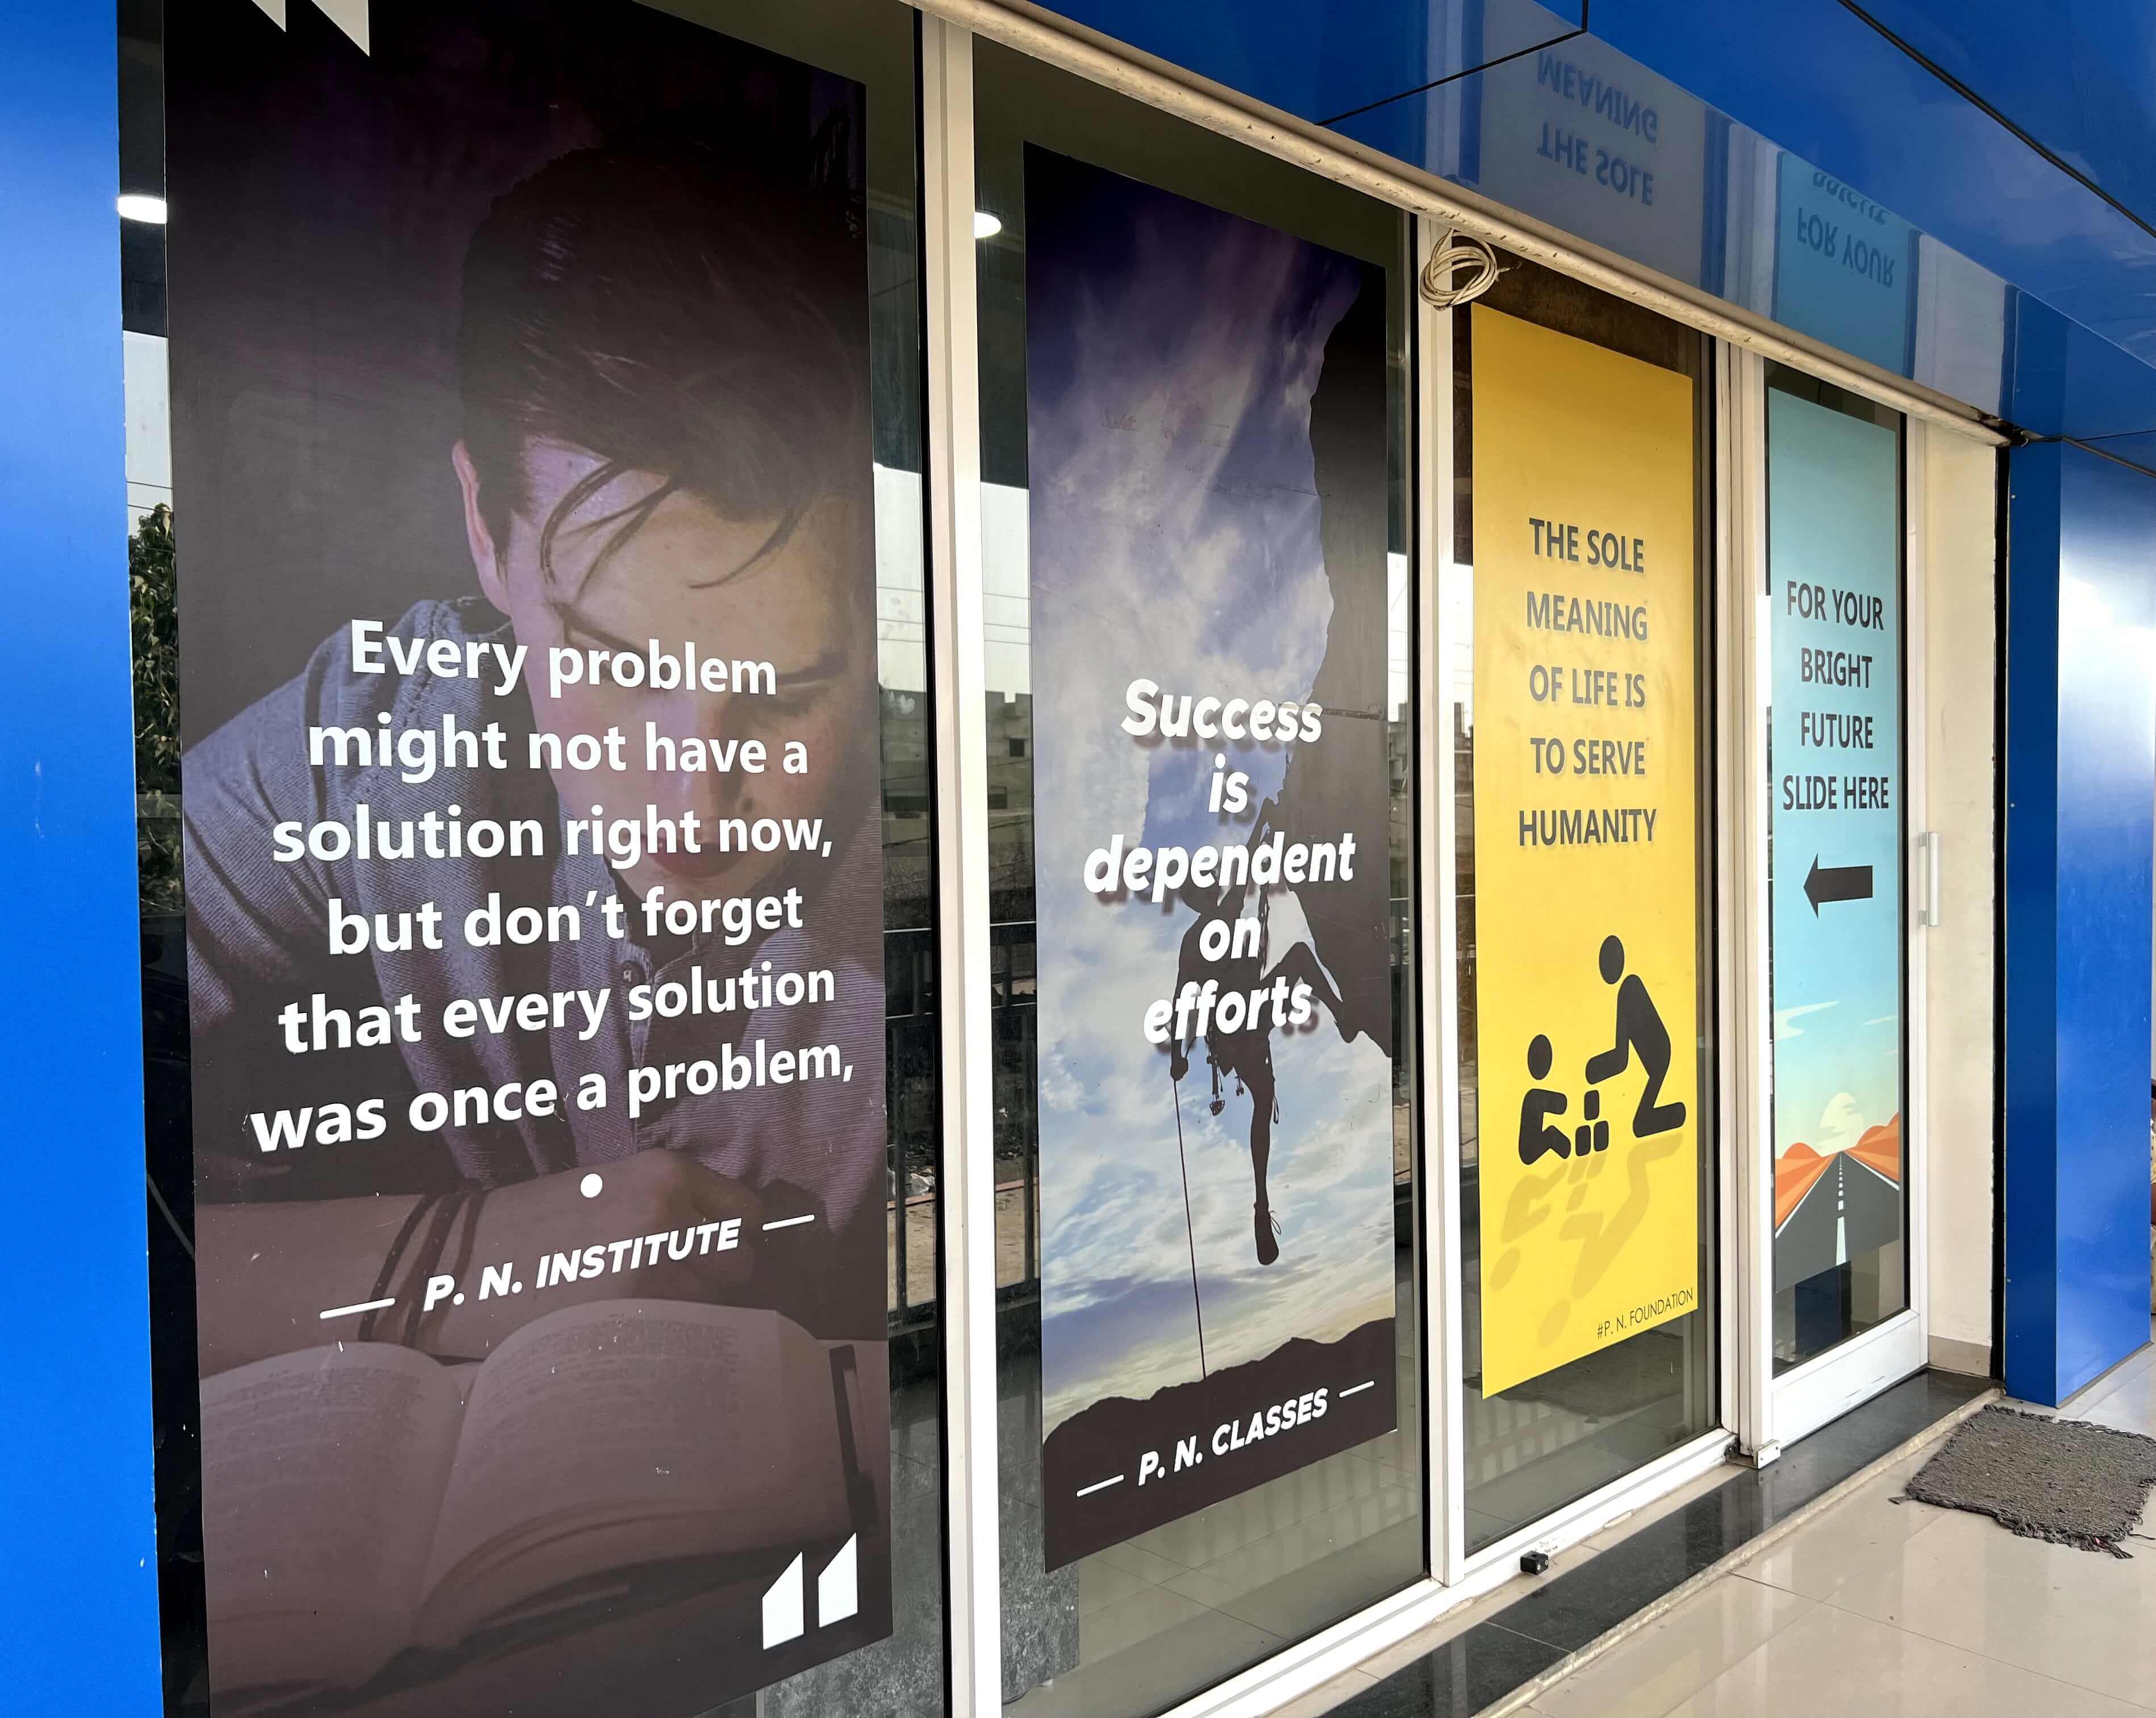 Every problem
might not have a
solution right now,
but don't forget
that every solution
was once a problem,
P. N. INSTITUTE
Success
is
dependent
on
efforts
P. N. CLASSES
THE SOLE
MEANING
OF LIFE IS
TO SERVE
HUMANITY
#P. N. FOUNDATION
FOR YOUR
BRIGHT
FUTURE
SLIDE HERE
MEANING
THE SOLE
FOR YOUR